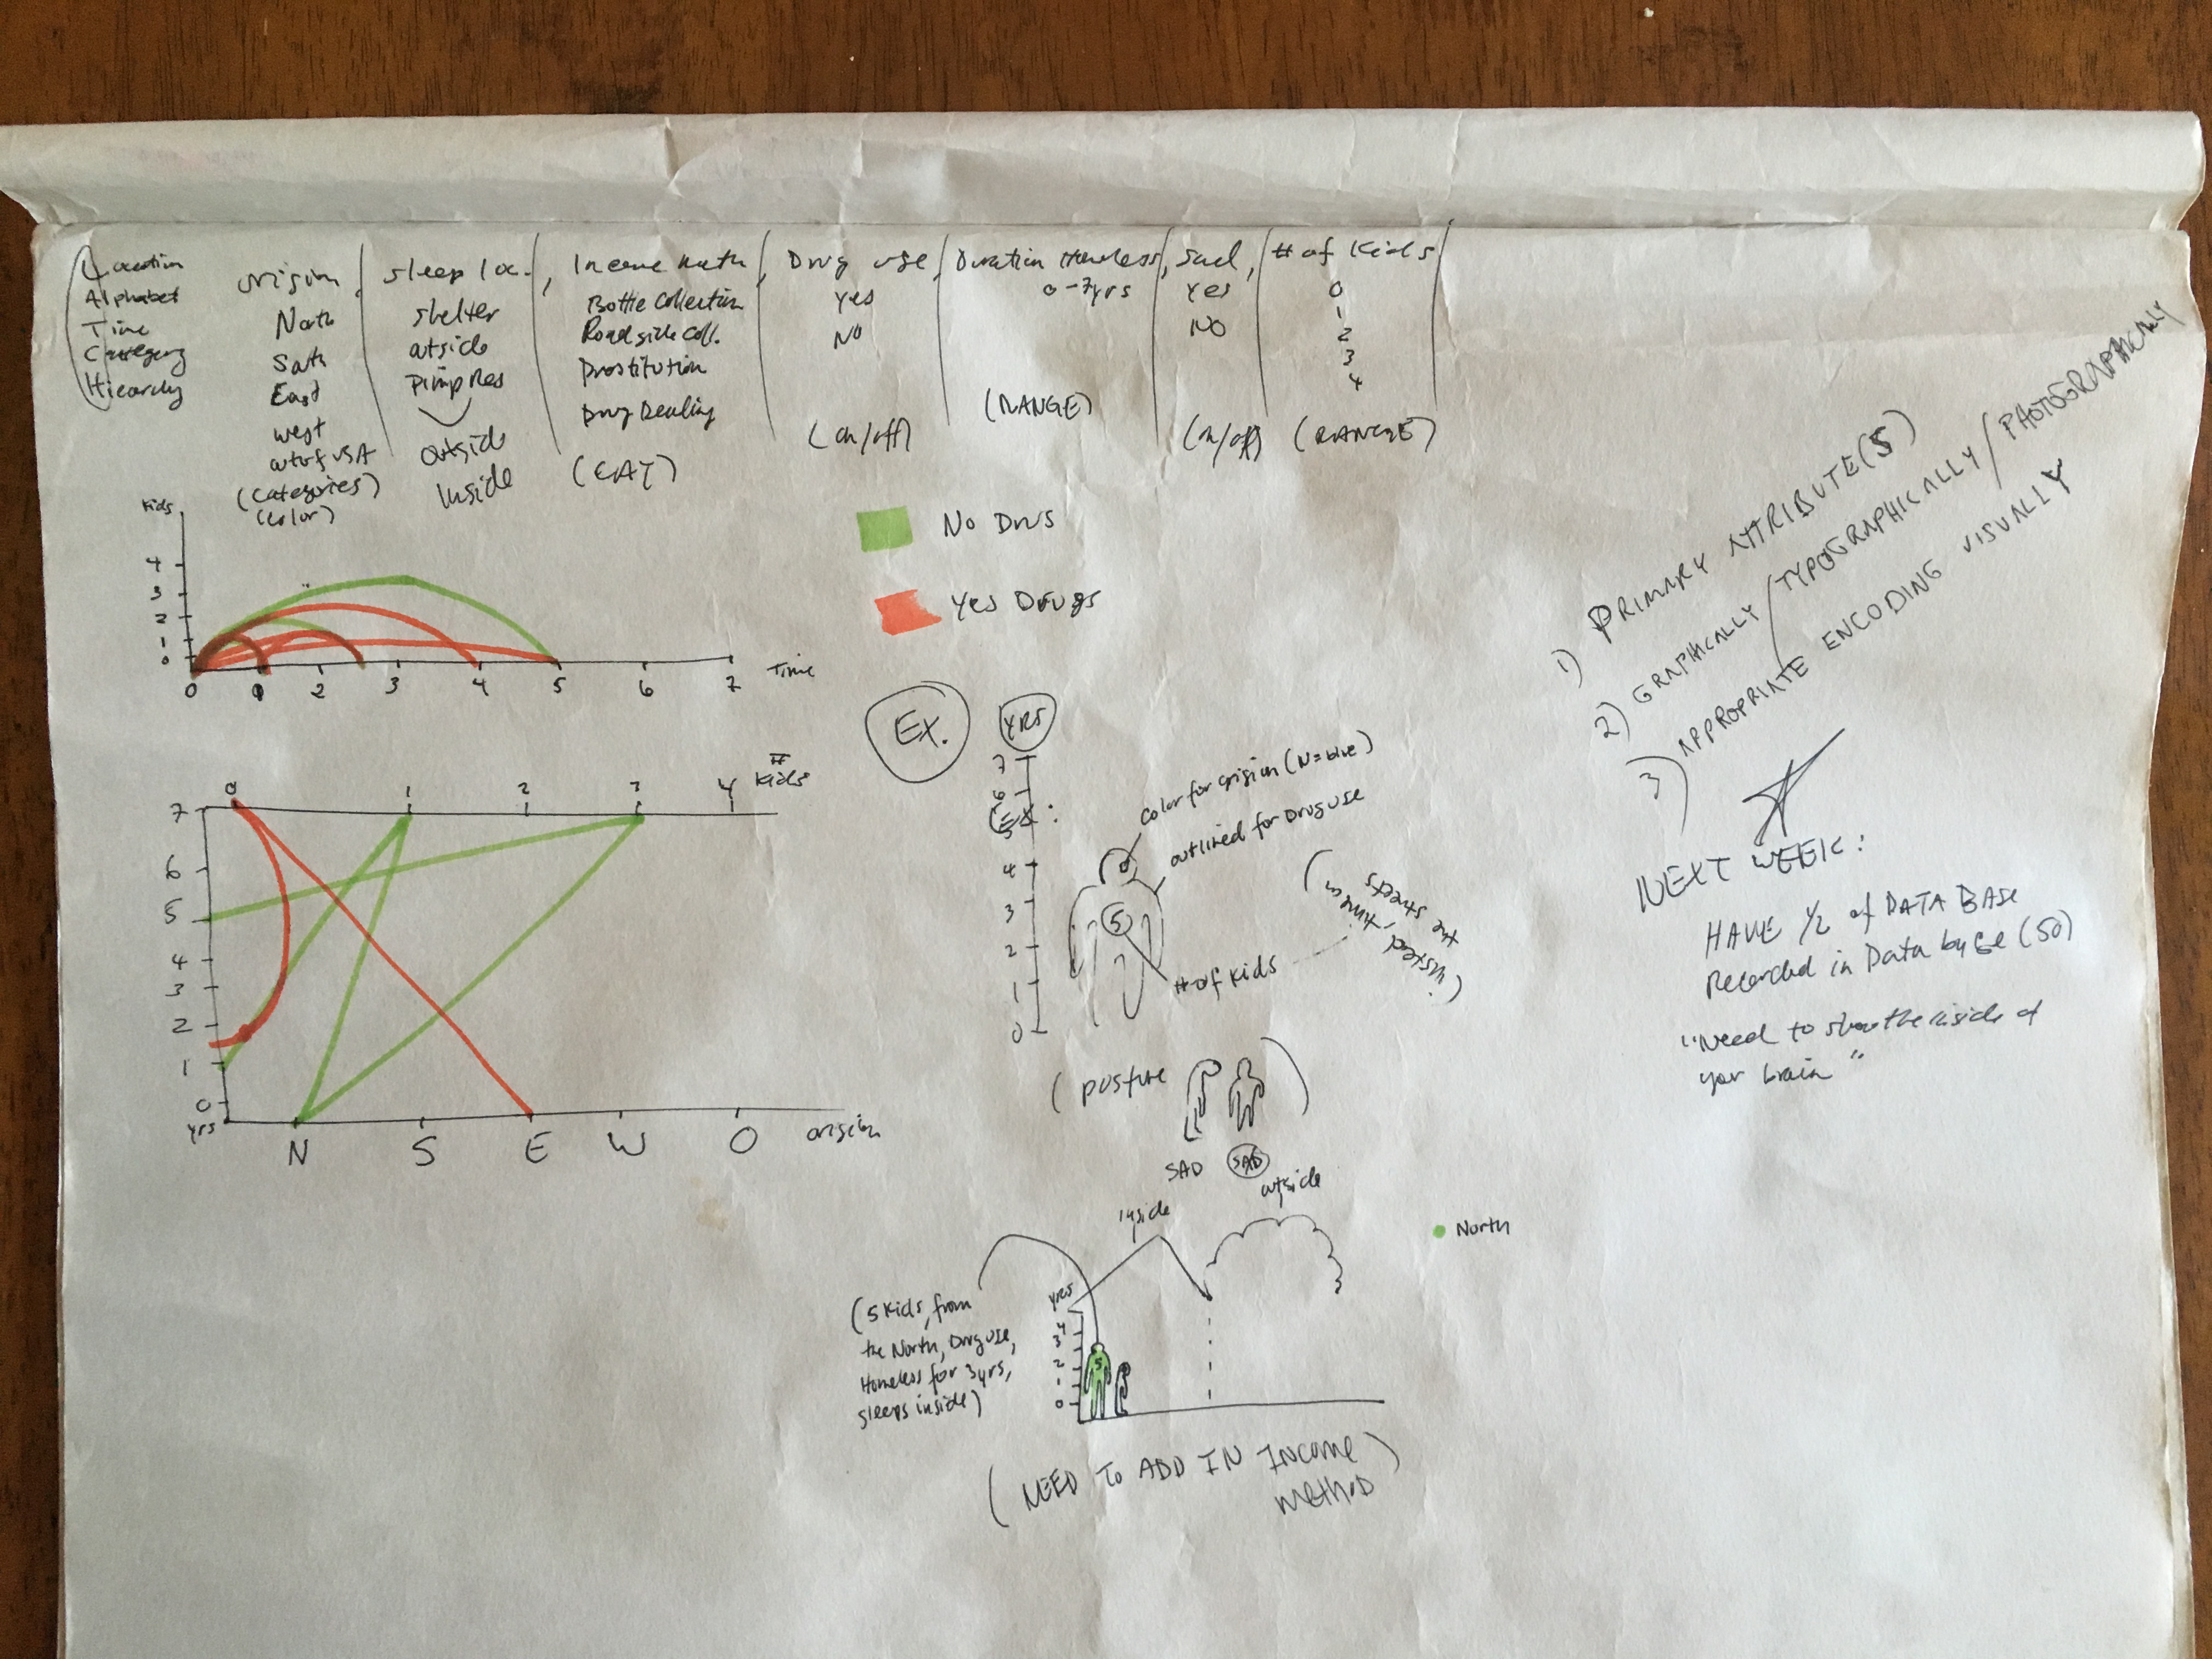 Location
Alphabet
Time
Category
Hierarchy
origin,
North
South
East
west
out of USA
(categories)
(color)
sleep loc.,
shelter
outside
Pimp Res
outside
Inside
Income meth,
Bottle Collection
Roadside coll.
Prostitution
Drug Dealing
(CAT)
Drug use,
Yes
No
(on/off)
Duration Homeless,
0-7yrs
(RANGE)
Sad,
Yes
NO
(on/off)
# of Kids
0
1
2
3
4
(RANGE)
No Drugs
Yes Drugs
Kids
4
3
2
1
0
0 1 2 3 4 5 6 7 Time
0 1 2 3 4 # Kids
7
6
5
4
3
2
1
0
yrs
N S E W O origin
Ex.
YRS
7
6
5
4
3
2
1
0
(Ex:
Color for origin (N=blue)
outlined for Drug use
5
# of Kids
(instead, time on
the streets)
(posture
)
SAD SAD
inside outside
North
yrs
4
3
2
1
0
5
(5 Kids, from
the North, Drug use,
Homeless for 3yrs,
sleeps inside)
(NEED TO ADD IN INCOME
METHOD)
1) PRIMARY ATTRIBUTE(S)
2) GRAPHICALLY/TYPOGRAPHICALLY/PHOTOGRAPHICALLY
3) APPROPRIATE ENCODING VISUALLY
NEXT WEEK:
HAVE 1/2 of DATA BASE
Recorded in Data by Ge (50)
"Need to show the inside of
your brain"